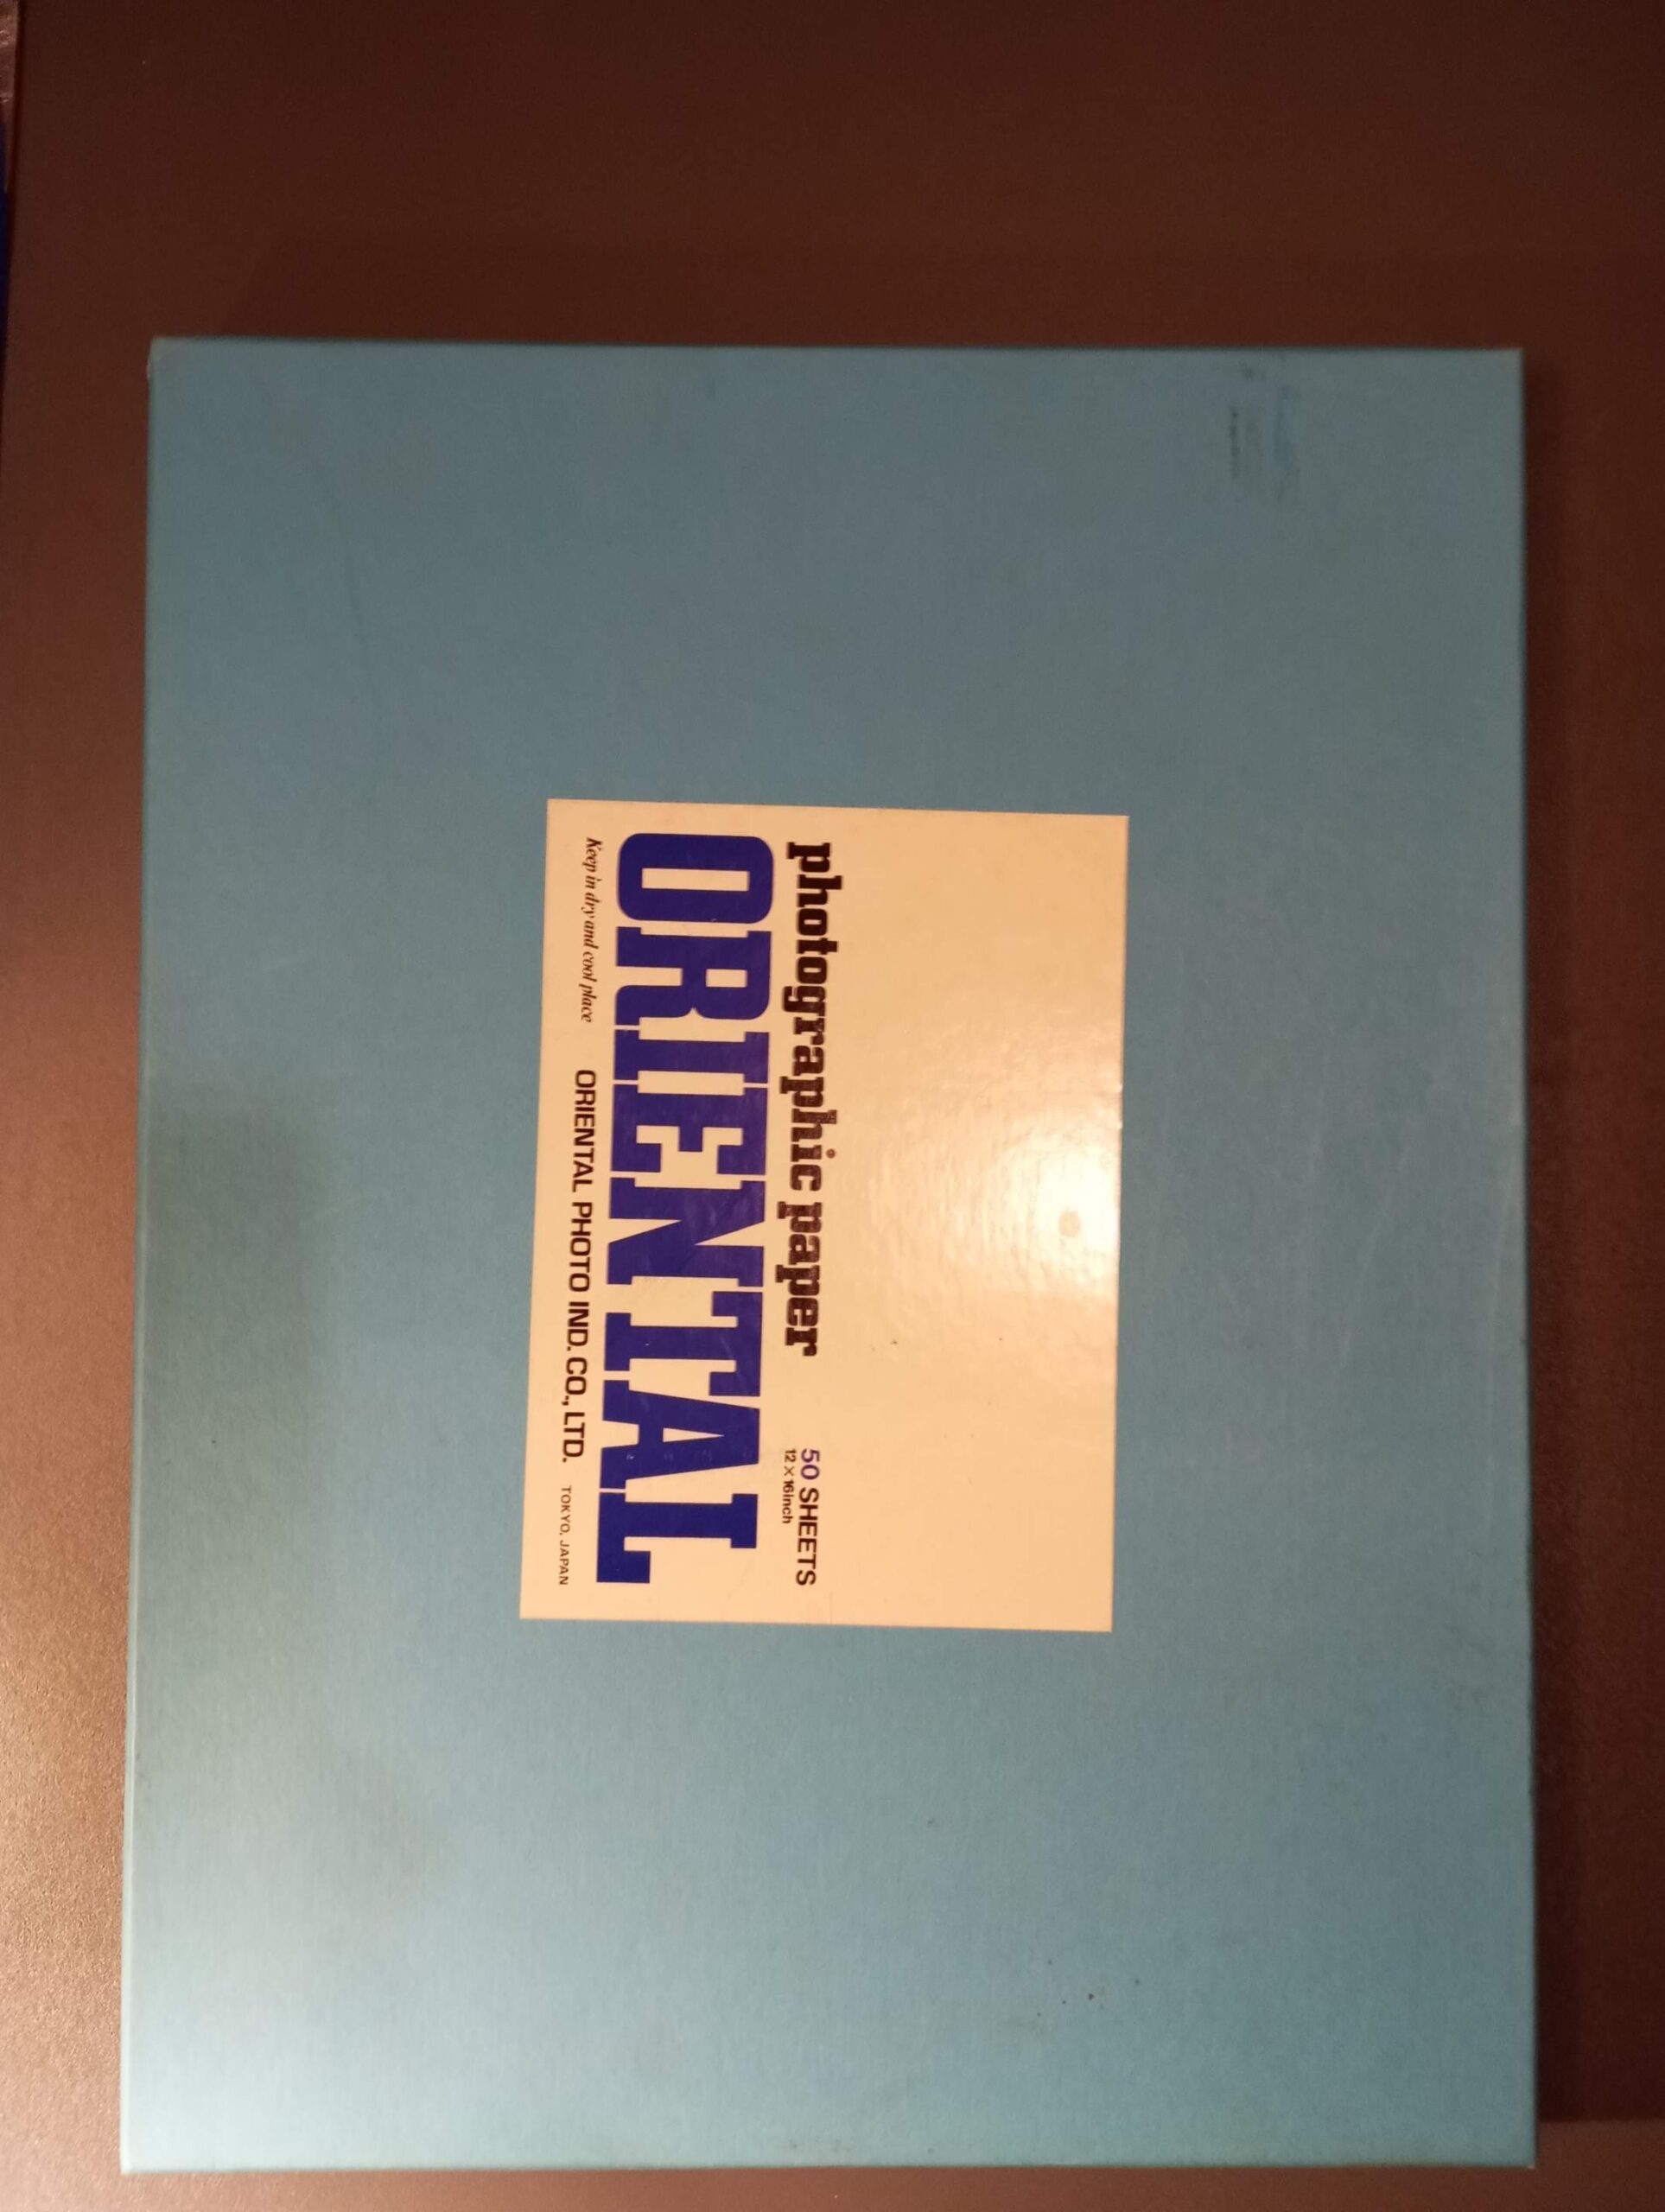 photographic paper
50 SHEETS
12 X 16inch
ORIENTAL
Keep in dry and cool place
ORIENTAL PHOTO IND. CO., LTD.
TOKYO, JAPAN